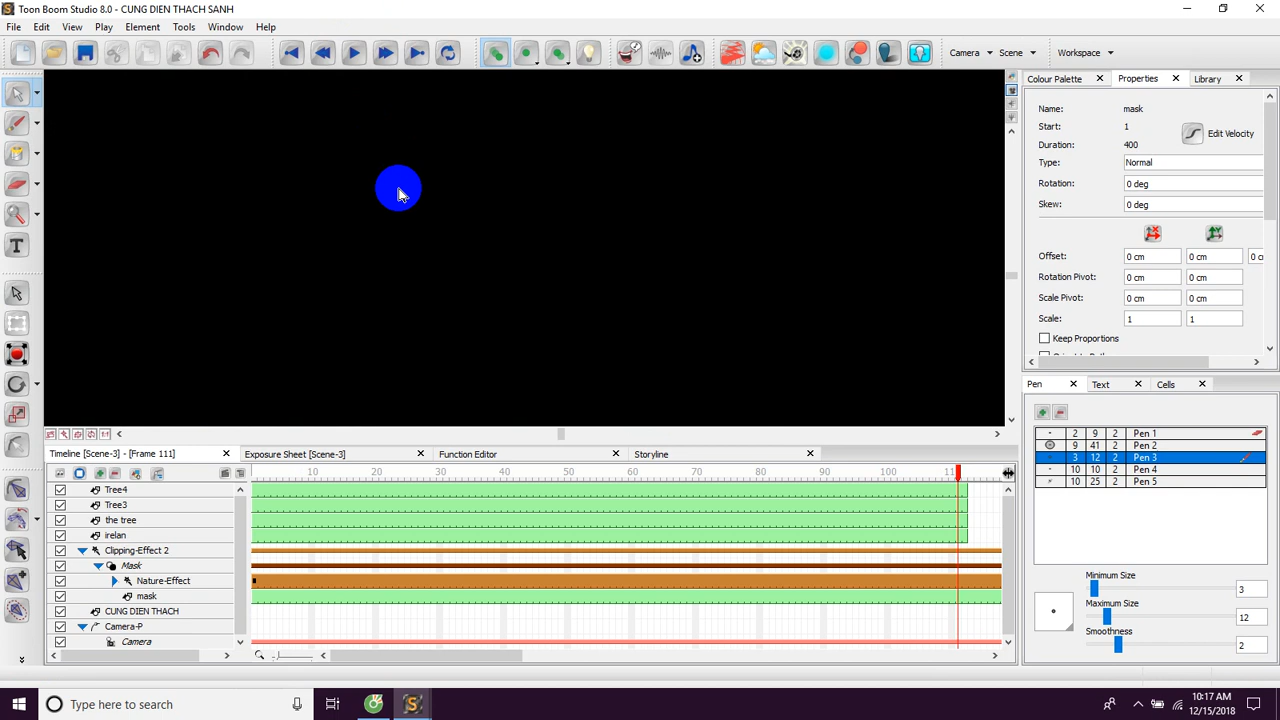 Toon Boom Studio 8.0 - CUNG DIEN THACH SANH
File Edit View Play Element Tools Window Help
Camera Scene Workspace
Colour Palette Properties Library
Name: mask
Start: 1
Edit Velocity
Duration: 400
Type: Normal
Rotation: 0 deg
Skew: 0 deg
Offset: 0 cm 0 cm 0 c
Rotation Pivot: 0 cm 0 cm
Scale Pivot: 0 cm 0 cm
Scale: 1 1
Keep Proportions
Pen Text Cells
- 2 9 2 Pen 1
9 41 2 Pen 2
3 12 2 Pen 3
- 10 10 2 Pen 4
10 25 2 Pen 5
Minimum Size
3
Maximum Size
12
Smoothness
2
Timeline [Scene-3] - [Frame 111] Exposure Sheet [Scene-3] Function Editor Storyline
10 20 30 40 50 60 70 80 90 100 11
Tree4
Tree3
the tree
irelan
Clipping-Effect 2
Mask
Nature-Effect
mask
CUNG DIEN THACH
Camera-P
Camera
Type here to search
10:17 AM
12/15/2018